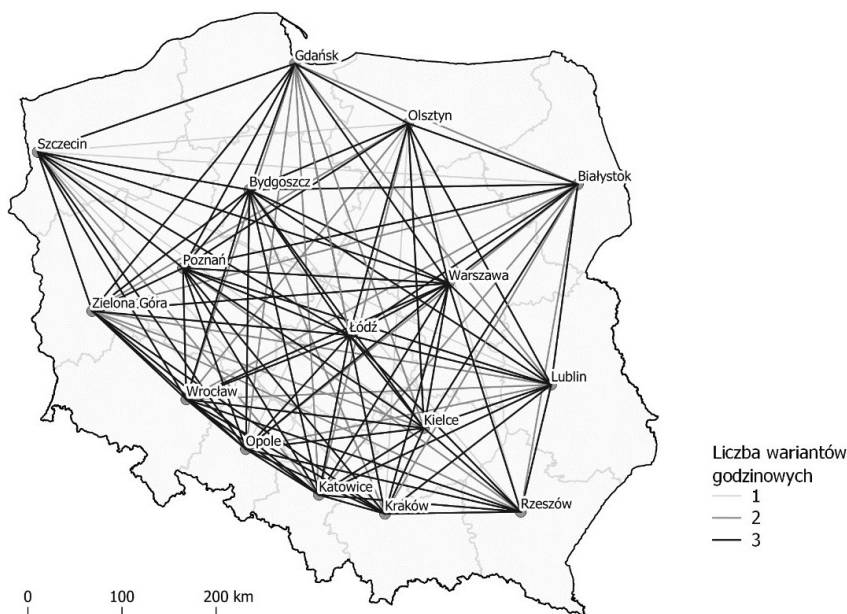 Gdańsk
Olsztyn
Szczecin
Białystok
Bydgoszcz
Poznań
Warszawa
Zielona Góra
Łódź
Lublin
Wrocław
Kielce
Opole
Katowice
Kraków
Rzeszów
Liczba wariantów
godzinowych
1
2
3
0 100 200 km